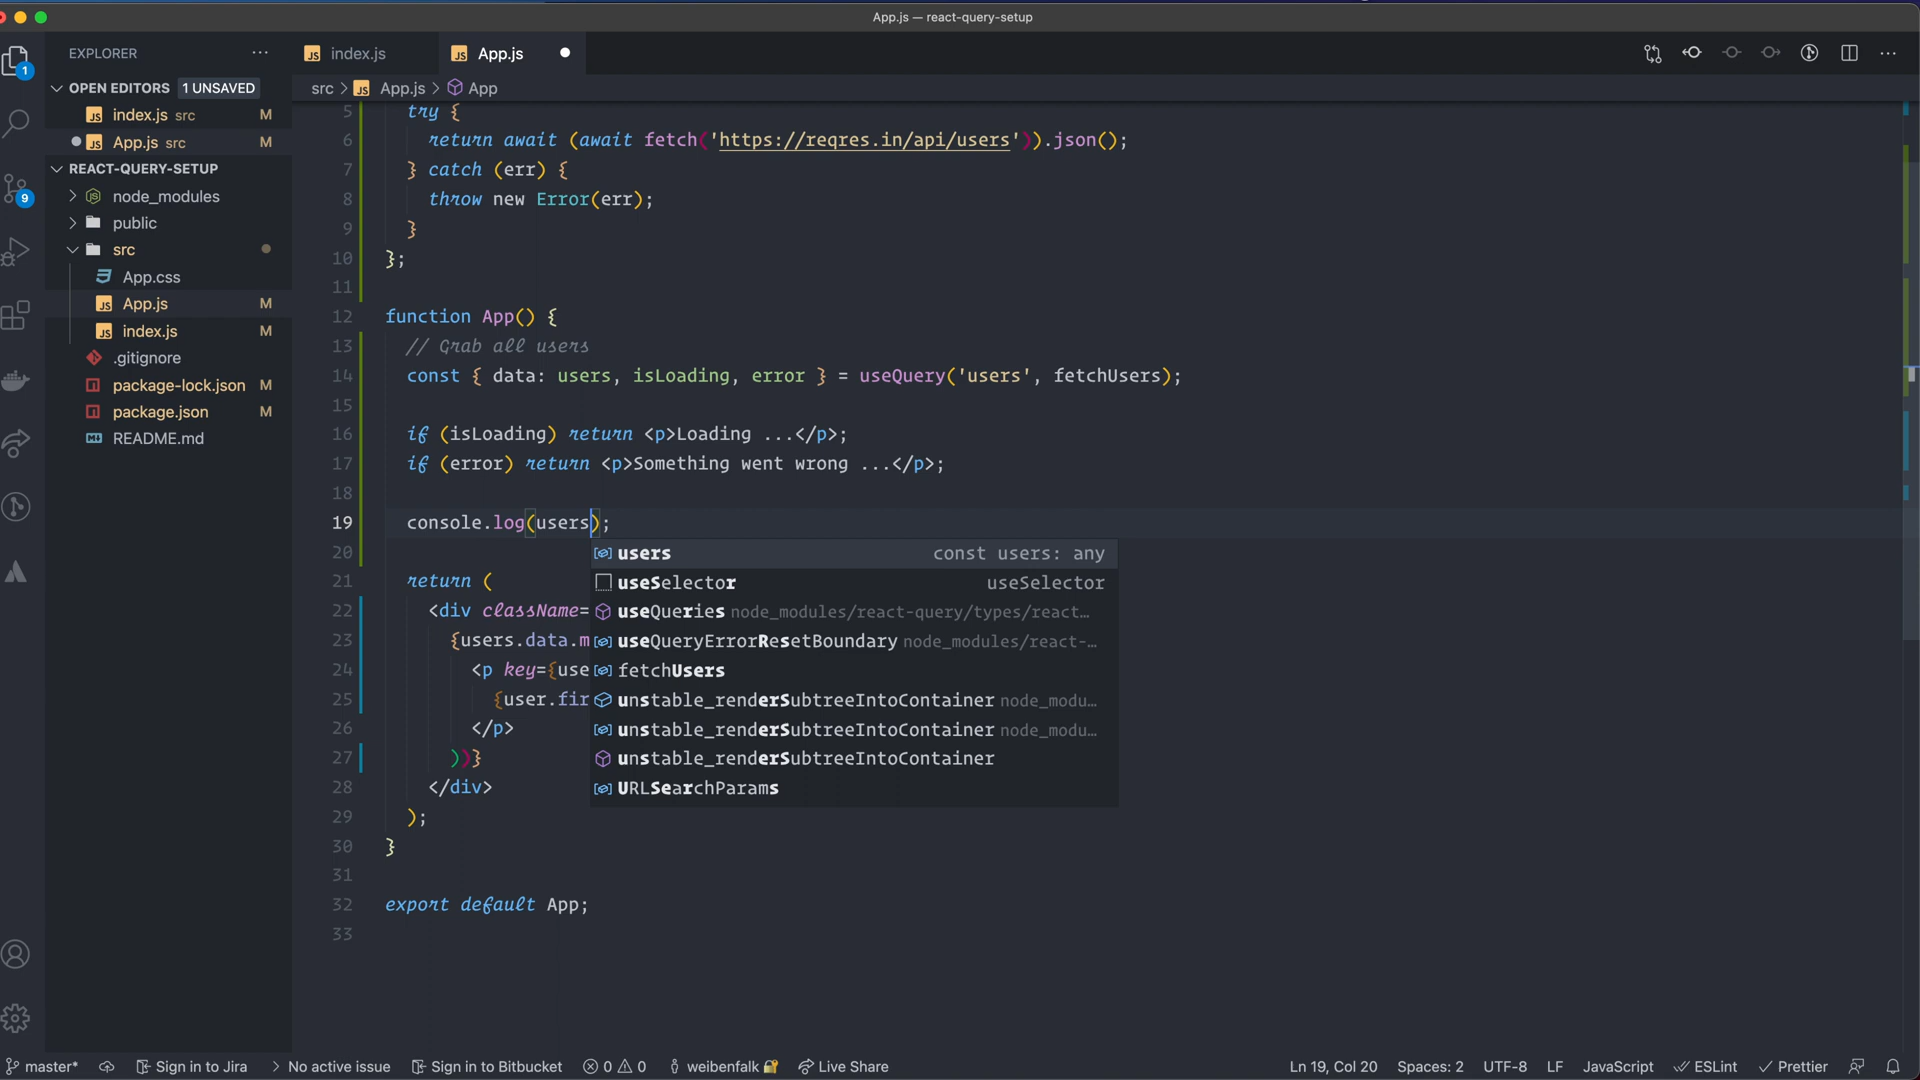 App.js — react-query-setup
EXPLORER
index.js
App.js
OPEN EDITORS 1 UNSAVED
index.js src M
App.js src M
REACT-QUERY-SETUP
node_modules
public
src
App.css
App.js M
index.js M
.gitignore
package-lock.json M
package.json M
README.md
1
9
src > App.js > App
5 try {
6 return await (await fetch('https://reqres.in/api/users')).json();
7 } catch (err) {
8 throw new Error(err);
9 }
10 };
11
12 function App() {
13 // Grab all users
14 const { data: users, isLoading, error } = useQuery('users', fetchUsers);
15
16 if (isLoading) return <p>Loading ...</p>;
17 if (error) return <p>Something went wrong ...</p>;
18
19 console.log(users);
20
21 return (
22 <div className=
23 {users.data.m
24 <p key={use
25 {user.fir
26 </p>
27 ))}
28 </div>
29 );
30 }
31
32 export default App;
33
users const users: any
useSelector useSelector
useQueries node_modules/react-query/types/react…
useQueryErrorResetBoundary node_modules/react-…
fetchUsers
unstable_renderSubtreeIntoContainer node_modu…
unstable_renderSubtreeIntoContainer node_modu…
unstable_renderSubtreeIntoContainer
URLSearchParams
master* Sign in to Jira > No active issue Sign in to Bitbucket 0 0 weibenfalk Live Share Ln 19, Col 20 Spaces: 2 UTF-8 LF JavaScript ESLint Prettier